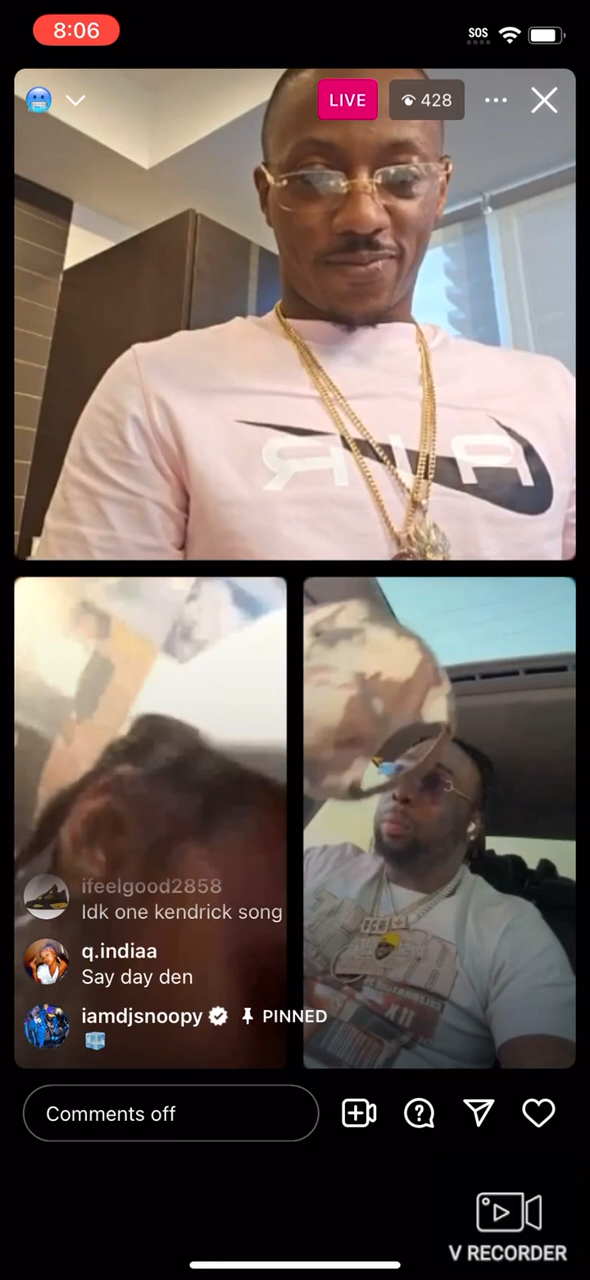 8:06
SOS
LIVE
428
AIR
ifeelgood2858
Idk one kendrick song
q.indiaa
Say day den
iamdjsnoopy PINNED
Comments off
V RECORDER